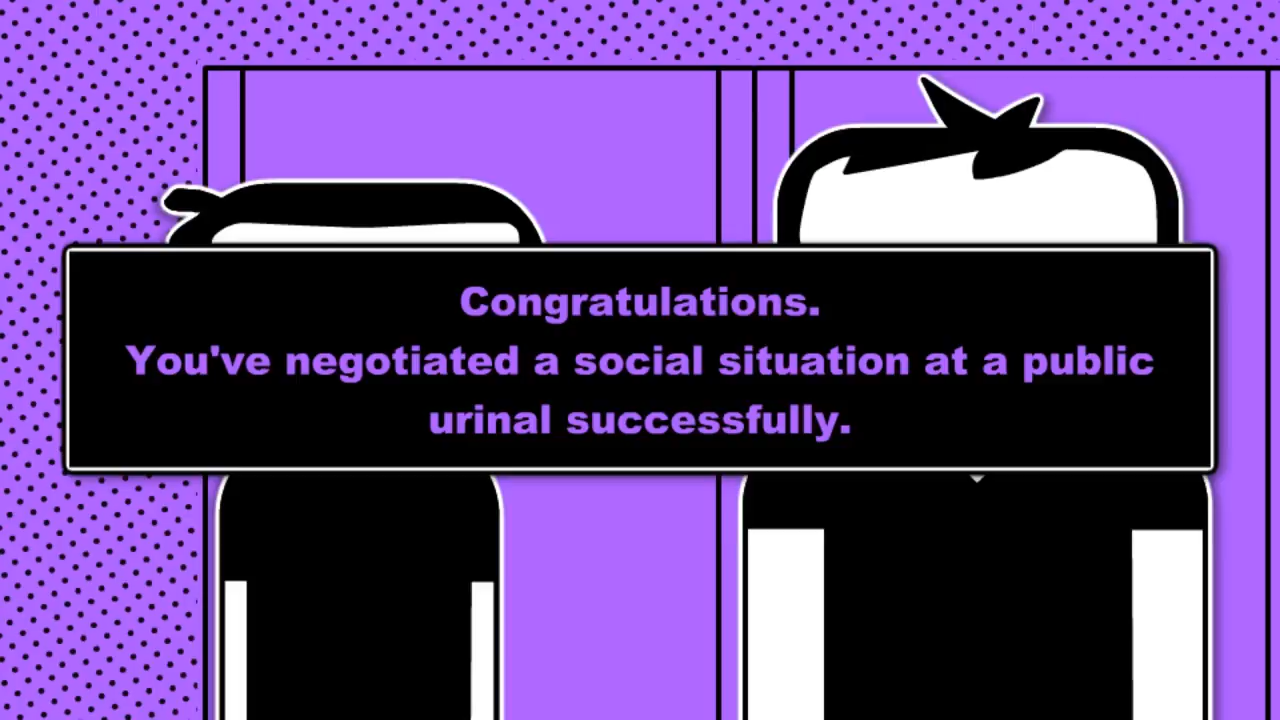 Congratulations.
You've negotiated a social situation at a public
urinal successfully.